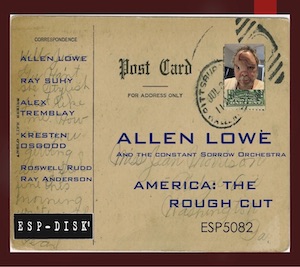 CORRESPONDENCE
ALLEN LOWE
RAY SUHY
ALEX
TREMBLAY
KRESTEN
OSGOOD
ROSWELL RUDD
RAY ANDERSON
ESP-DISK'
Post Card
FOR ADDRESS ONLY
ALLEN LOWE
AND THE CONSTANT SORROW ORCHESTRA
AMERICA: THE
ROUGH CUT
ESP5082